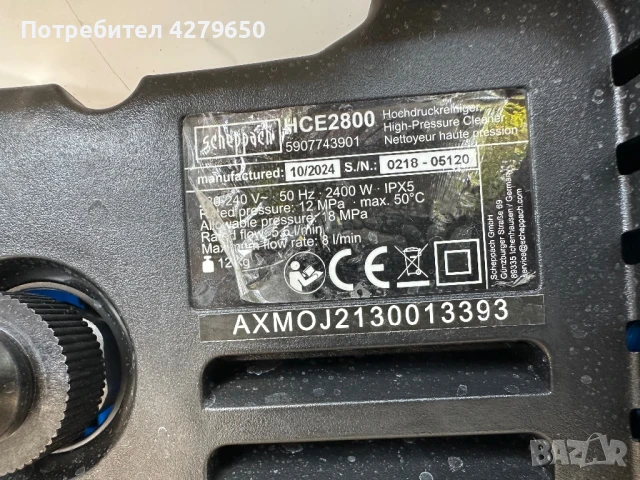 Потребител 4279650
scheppach
HCE2800
5907743901
Hochdruckreiniger
High-Pressure Cleaner
Nettoyeur haute pression
manufactured: 10/2024 S./N.: 0218 - 05120
240 V~ · 50 Hz · 2400 W · IPX5
Rated pressure: 12 MPa · max. 50°C
Allowable pressure: 18 MPa
Rated flow: 5,5 l/min
Maximum flow rate: 8 l/min
kg
CE
Scheppach GmbH
Günzburger Straße 69
89335 Ichenhausen / Germany
service@scheppach.com
AXMOJ2130013393
BAZAR